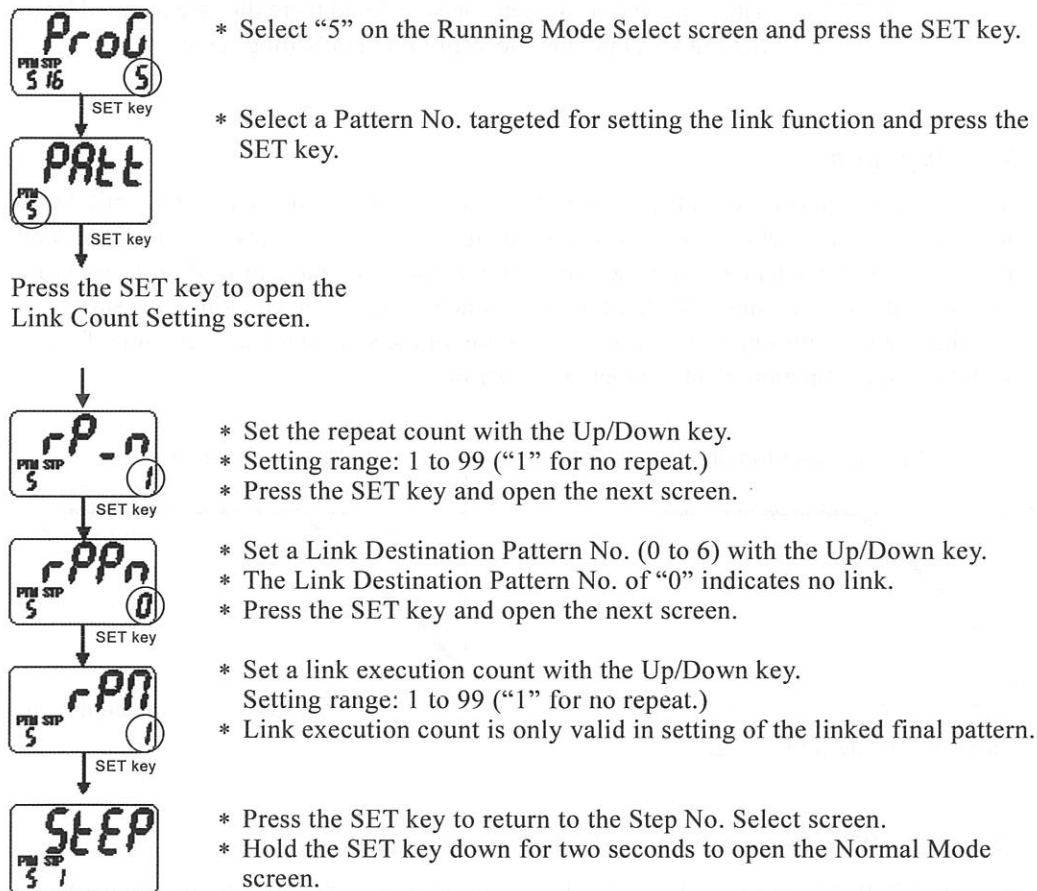 ProG
PTN STP
5 16 5
* Select “5” on the Running Mode Select screen and press the SET key.
SET key
PAtt
PTN
5
* Select a Pattern No. targeted for setting the link function and press the
SET key.
SET key
Press the SET key to open the
Link Count Setting screen.
rP_n
PTN STP
5 1
* Set the repeat count with the Up/Down key.
* Setting range: 1 to 99 (“1” for no repeat.)
* Press the SET key and open the next screen.
SET key
rPPn
PTN STP
5 0
* Set a Link Destination Pattern No. (0 to 6) with the Up/Down key.
* The Link Destination Pattern No. of “0” indicates no link.
* Press the SET key and open the next screen.
SET key
rPM
PTN STP
5 1
* Set a link execution count with the Up/Down key.
Setting range: 1 to 99 (“1” for no repeat.)
* Link execution count is only valid in setting of the linked final pattern.
SET key
StEP
PTN STP
5 1
* Press the SET key to return to the Step No. Select screen.
* Hold the SET key down for two seconds to open the Normal Mode
screen.